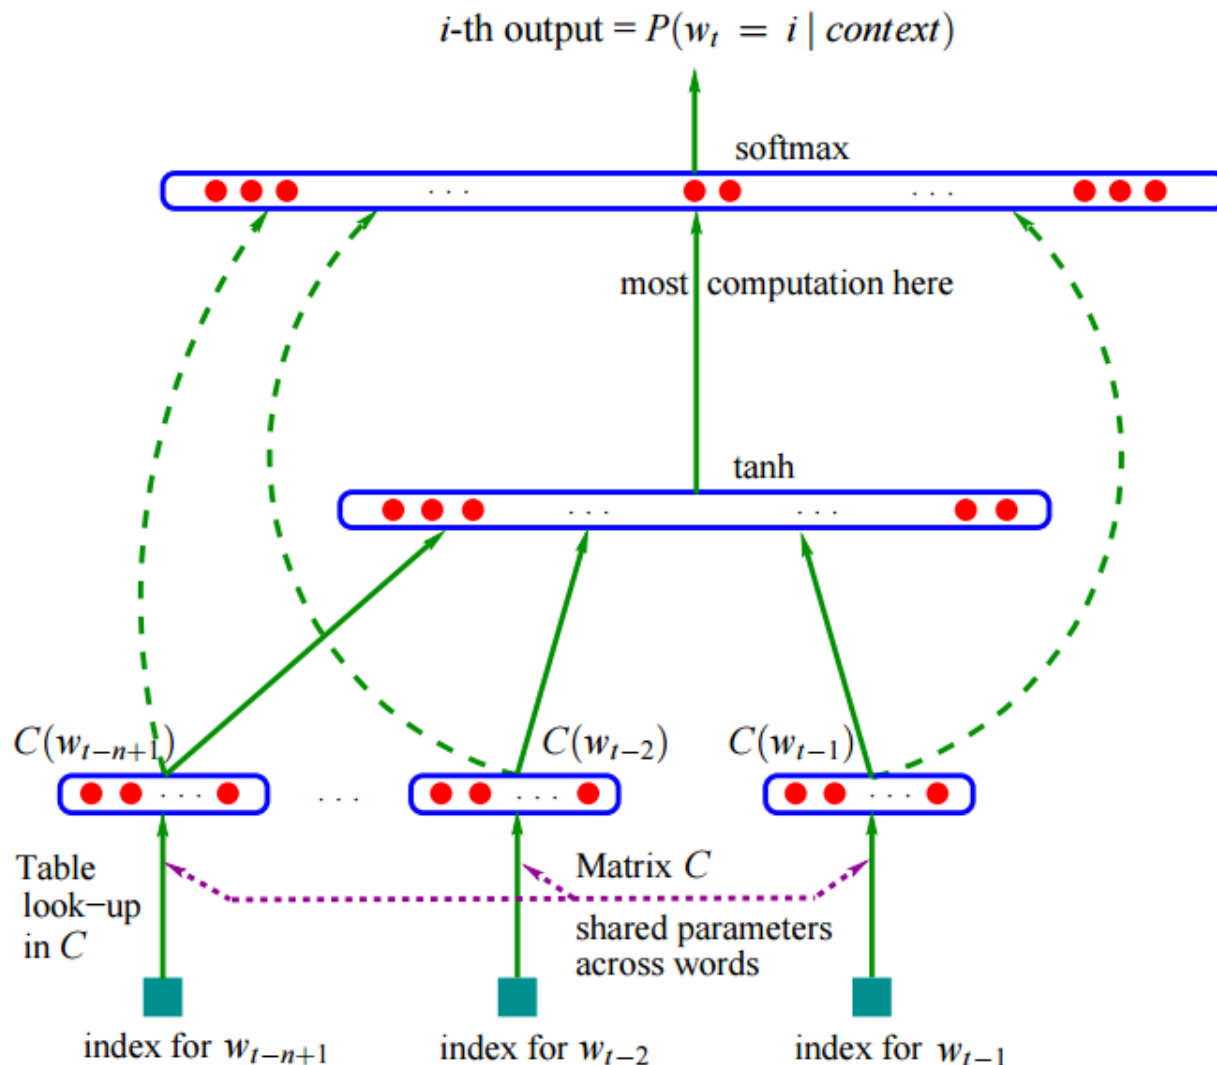 i-th output = P(w_t = i | context)
softmax
. . .
. . .
most computation here
tanh
. . .
. . .
C(w_{t−n+1})
C(w_{t−2})
C(w_{t−1})
. . .
. . .
. . .
. . .
Table
look−up
in C
Matrix C
shared parameters
across words
index for w_{t−n+1}
index for w_{t−2}
index for w_{t−1}